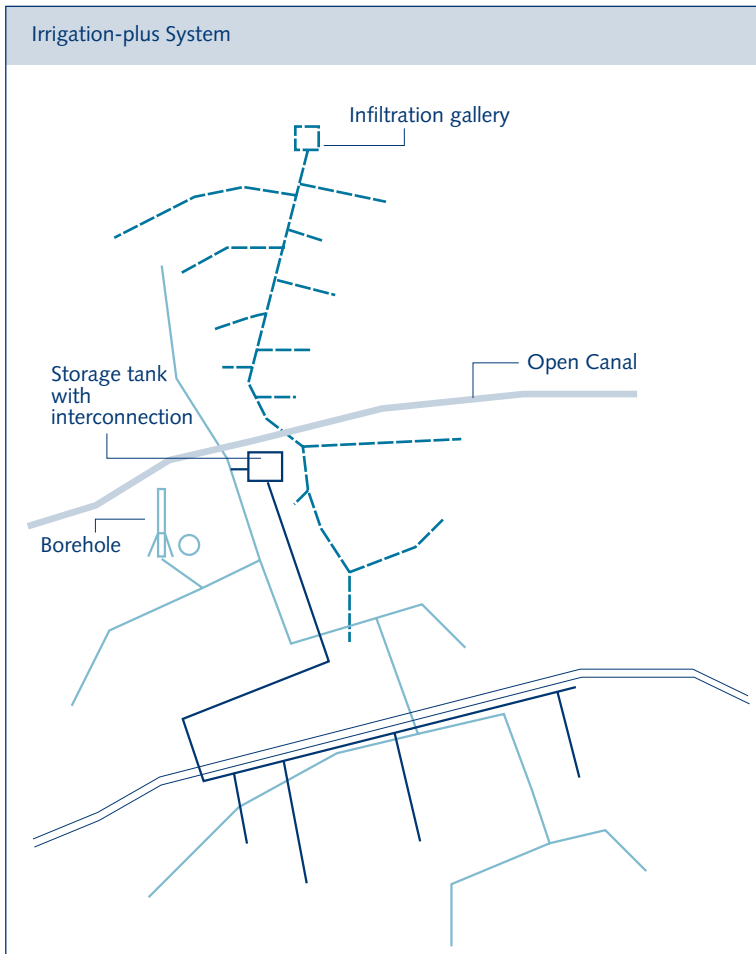 Irrigation-plus System
Infiltration gallery
Open Canal
Storage tank
with
interconnection
Borehole